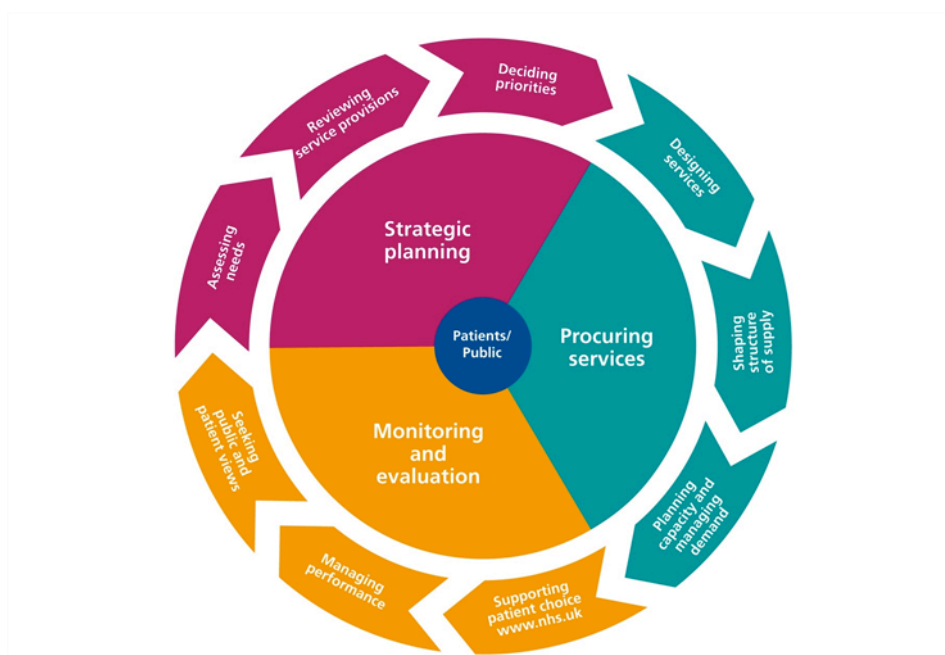 Deciding
priorities
Designing
services
Shaping
structure
of supply
Planning
capacity and
managing
demand
Supporting
patient choice
www.nhs.uk
Managing
performance
Seeking
public and
patient views
Assessing
needs
Reviewing
service provisions
Strategic
planning
Procuring
services
Monitoring
and
evaluation
Patients/
Public